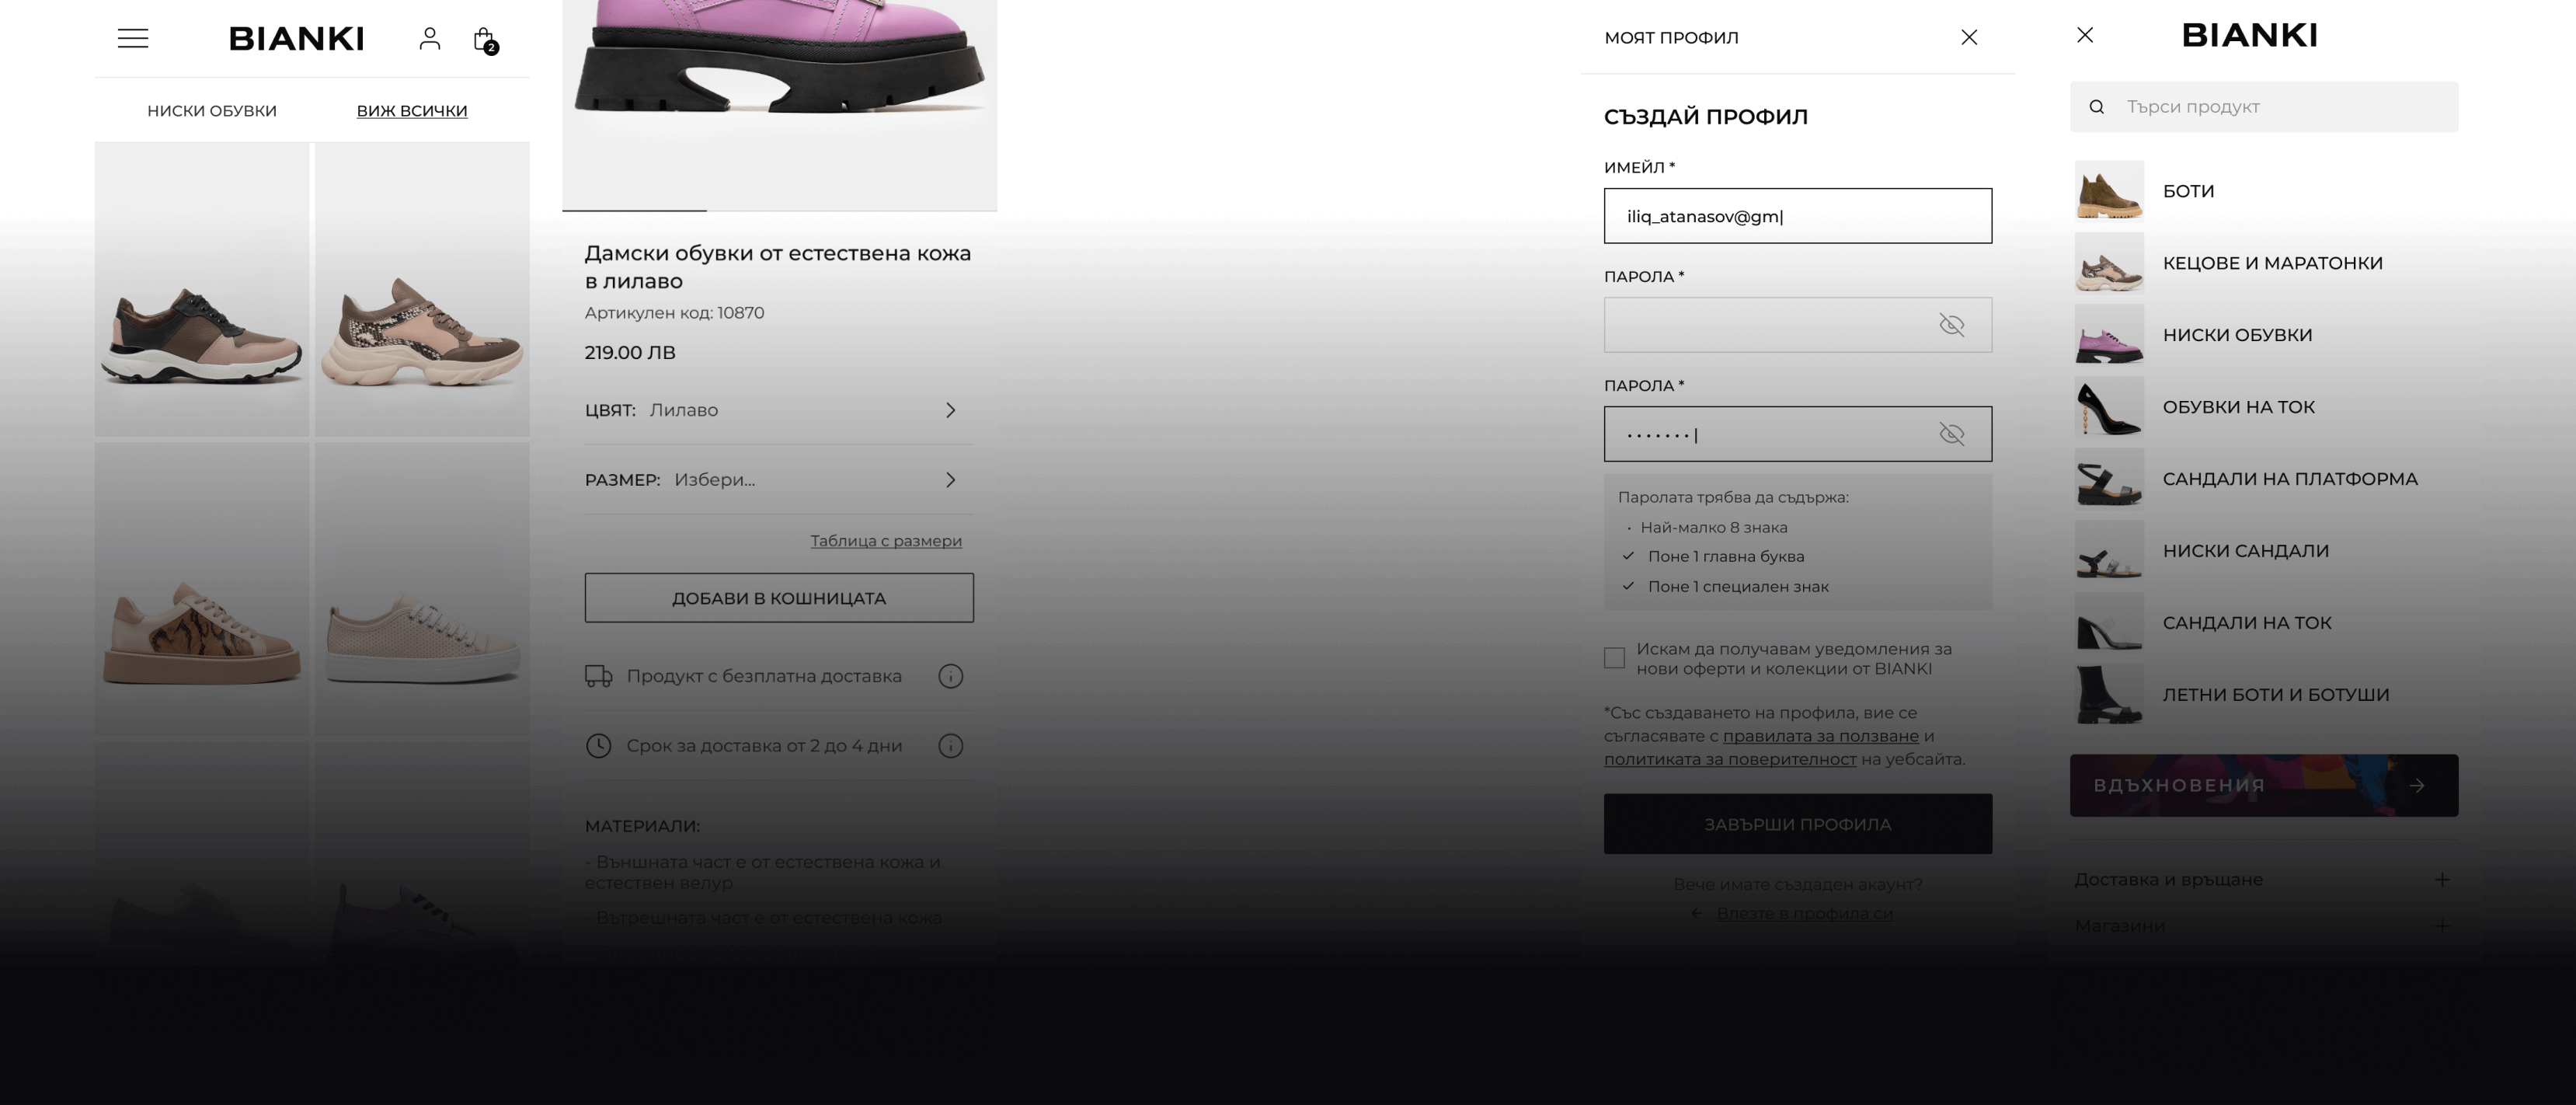 BIANKI
2
НИСКИ ОБУВКИ
ВИЖ ВСИЧКИ
Дамски обувки от естествена кожа
в лилаво
Артикулен код: 10870
219.00 ЛВ
ЦВЯТ: Лилаво
РАЗМЕР: Избери...
Таблица с размери
ДОБАВИ В КОШНИЦАТА
Продукт с безплатна доставка
Срок за доставка от 2 до 4 дни
МАТЕРИАЛИ:
- Външната част е от естествена кожа и
естествен велур
- Вътрешната част е от естествена кожа
МОЯТ ПРОФИЛ
СЪЗДАЙ ПРОФИЛ
ИМЕЙЛ *
iliq_atanasov@gm|
ПАРОЛА *
ПАРОЛА *
·······|
Паролата трябва да съдържа:
· Най-малко 8 знака
✓ Поне 1 главна буква
✓ Поне 1 специален знак
Искам да получавам уведомления за
нови оферти и колекции от BIANKI
*Със създаването на профила, вие се
съгласявате с правилата за ползване и
политиката за поверителност на уебсайта.
ЗАВЪРШИ ПРОФИЛА
Вече имате създаден акаунт?
← Влезте в профила си
BIANKI
Търси продукт
БОТИ
КЕЦОВЕ И МАРАТОНКИ
НИСКИ ОБУВКИ
ОБУВКИ НА ТОК
САНДАЛИ НА ПЛАТФОРМА
НИСКИ САНДАЛИ
САНДАЛИ НА ТОК
ЛЕТНИ БОТИ И БОТУШИ
ВДЪХНОВЕНИЯ →
Доставка и връщане +
Магазини +